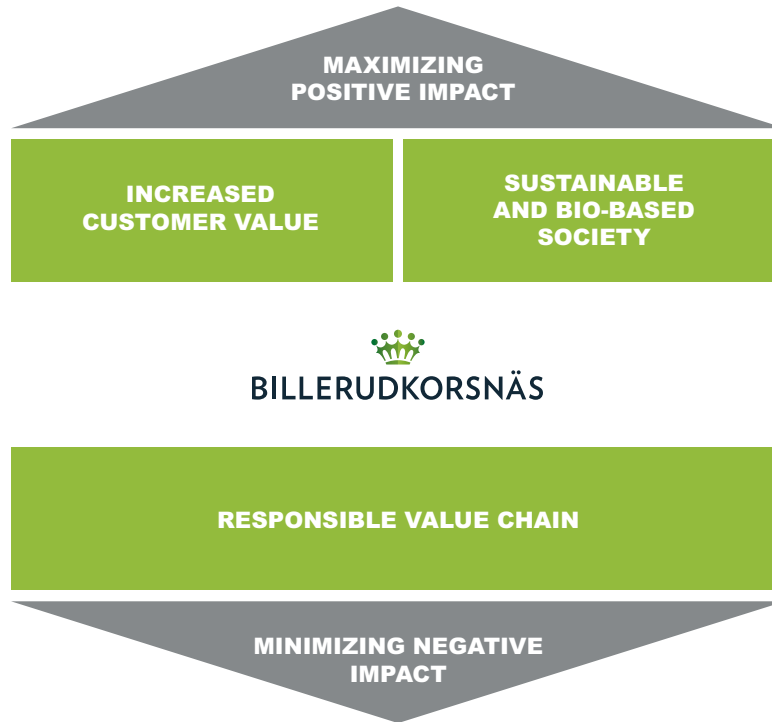 MAXIMIZING
POSITIVE IMPACT
INCREASED
CUSTOMER VALUE
SUSTAINABLE
AND BIO-BASED
SOCIETY
BILLERUDKORSNÄS
RESPONSIBLE VALUE CHAIN
MINIMIZING NEGATIVE
IMPACT